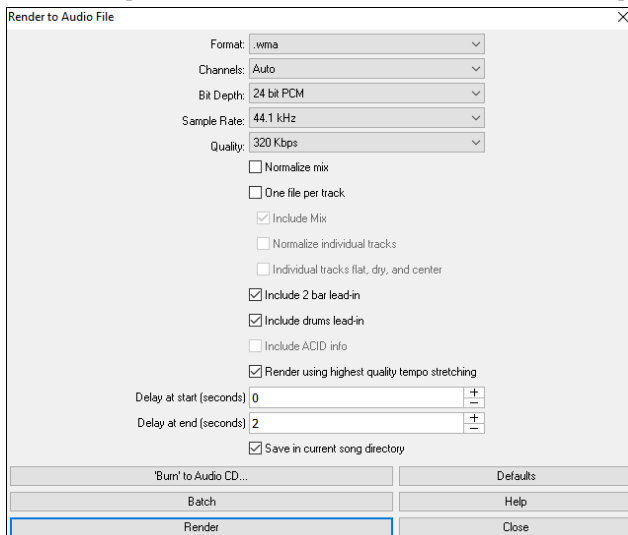 Render to Audio File
Format: .wma
Channels: Auto
Bit Depth: 24 bit PCM
Sample Rate: 44.1 kHz
Quality: 320 Kbps
Normalize mix
One file per track
Include Mix
Normalize individual tracks
Individual tracks flat, dry, and center
Include 2 bar lead-in
Include drums lead-in
Include ACID info
Render using highest quality tempo stretching
Delay at start (seconds) 0
Delay at end (seconds) 2
Save in current song directory
'Burn' to Audio CD... Defaults
Batch Help
Render Close